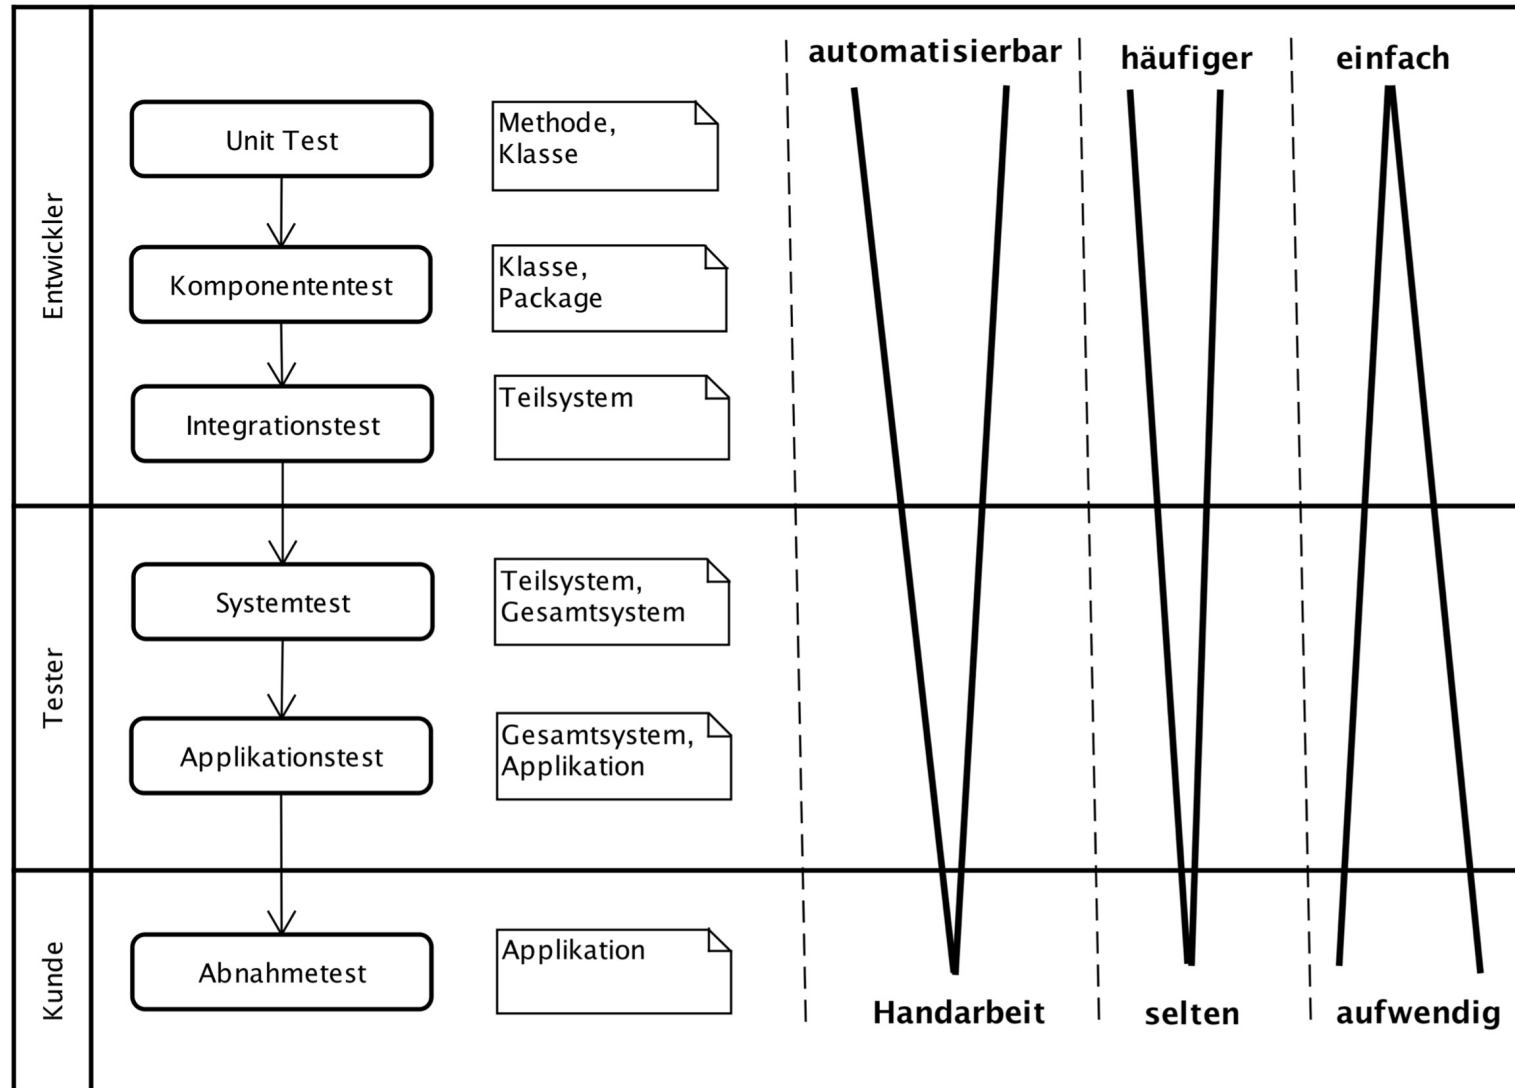 automatisierbar
häufiger
einfach
Entwickler
Unit Test
Methode,
Klasse
Komponententest
Klasse,
Package
Integrationstest
Teilsystem
Tester
Systemtest
Teilsystem,
Gesamtsystem
Applikationstest
Gesamtsystem,
Applikation
Kunde
Abnahmetest
Applikation
Handarbeit
selten
aufwendig